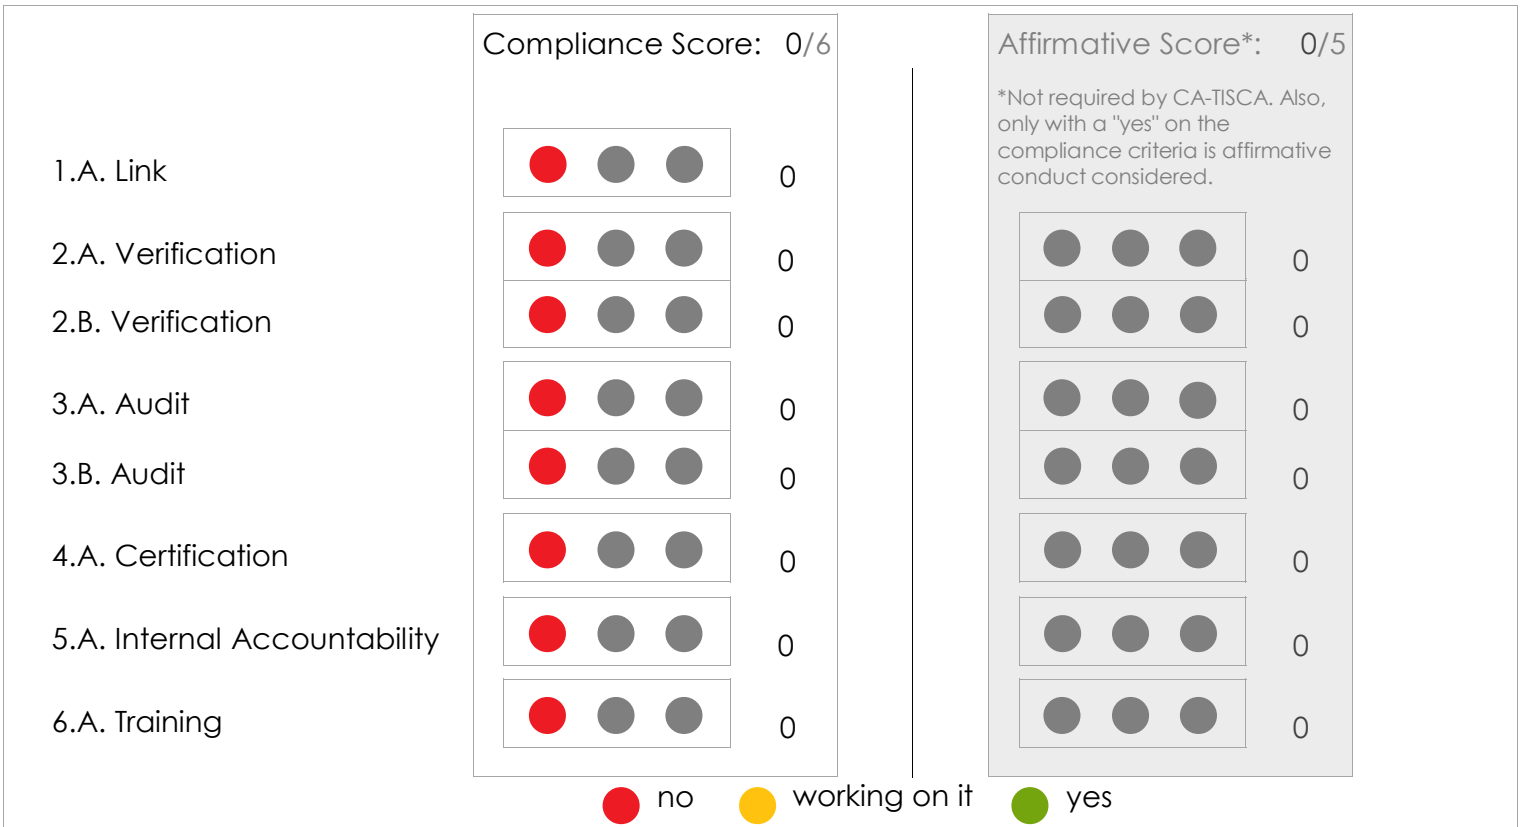 Compliance Score: 0/6
Affirmative Score*: 0/5
*Not required by CA-TISCA. Also,
only with a "yes" on the
compliance criteria is affirmative
conduct considered.
1.A. Link 0
2.A. Verification 0 0
2.B. Verification 0 0
3.A. Audit 0 0
3.B. Audit 0 0
4.A. Certification 0 0
5.A. Internal Accountability 0 0
6.A. Training 0 0
no working on it yes